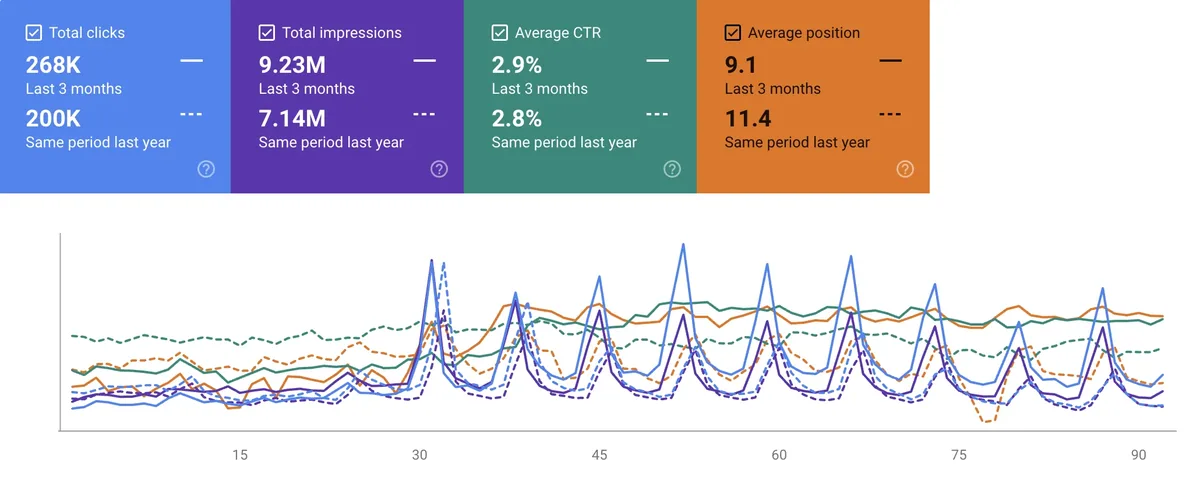 Total clicks
268K
Last 3 months
200K
Same period last year
Total impressions
9.23M
Last 3 months
7.14M
Same period last year
Average CTR
2.9%
Last 3 months
2.8%
Same period last year
Average position
9.1
Last 3 months
11.4
Same period last year
15 30 45 60 75 90